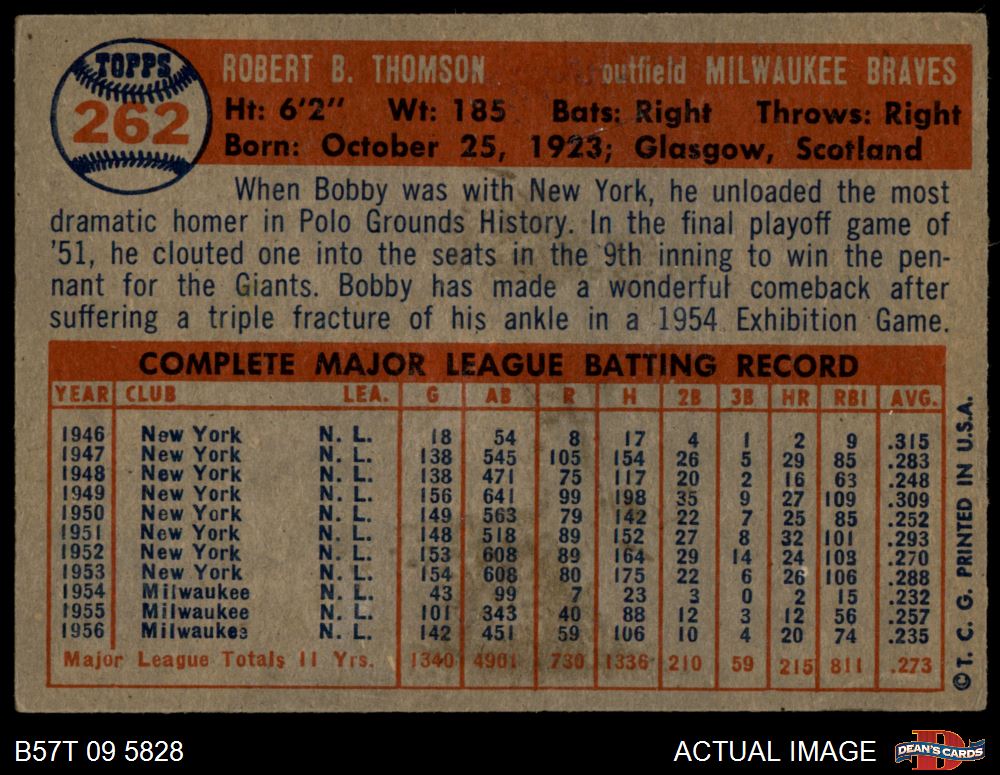 TOPPS
262
ROBERT B. THOMSON outfield MILWAUKEE BRAVES
Ht: 6'2" Wt: 185 Bats: Right Throws: Right
Born: October 25, 1923; Glasgow, Scotland
When Bobby was with New York, he unloaded the most
dramatic homer in Polo Grounds History. In the final playoff game of
'51, he clouted one into the seats in the 9th inning to win the pen-
nant for the Giants. Bobby has made a wonderful comeback after
suffering a triple fracture of his ankle in a 1954 Exhibition Game.
COMPLETE MAJOR LEAGUE BATTING RECORD
YEAR CLUB LEA. G AB R H 2B 3B HR RBI AVG.
1946 New York N. L. 18 54 8 17 4 1 2 9 .315
1947 New York N. L. 138 545 105 154 26 5 29 85 .283
1948 New York N. L. 138 471 75 117 20 2 16 63 .248
1949 New York N. L. 156 641 99 198 35 9 27 109 .309
1950 New York N. L. 149 563 79 142 22 7 25 85 .252
1951 New York N. L. 148 518 89 152 27 8 32 101 .293
1952 New York N. L. 153 608 89 164 29 14 24 108 .270
1953 New York N. L. 154 608 80 175 22 6 26 106 .288
1954 Milwaukee N. L. 43 99 7 23 3 0 2 15 .232
1955 Milwaukee N. L. 101 343 40 88 12 3 12 56 .257
1956 Milwaukee N. L. 142 451 59 106 10 4 20 74 .235
Major League Totals 11 Yrs. 1340 4901 730 1336 210 59 215 811 .273
©T. C. G. PRINTED IN U.S.A.
B57T 09 5828
ACTUAL IMAGE
DEAN'S CARDS